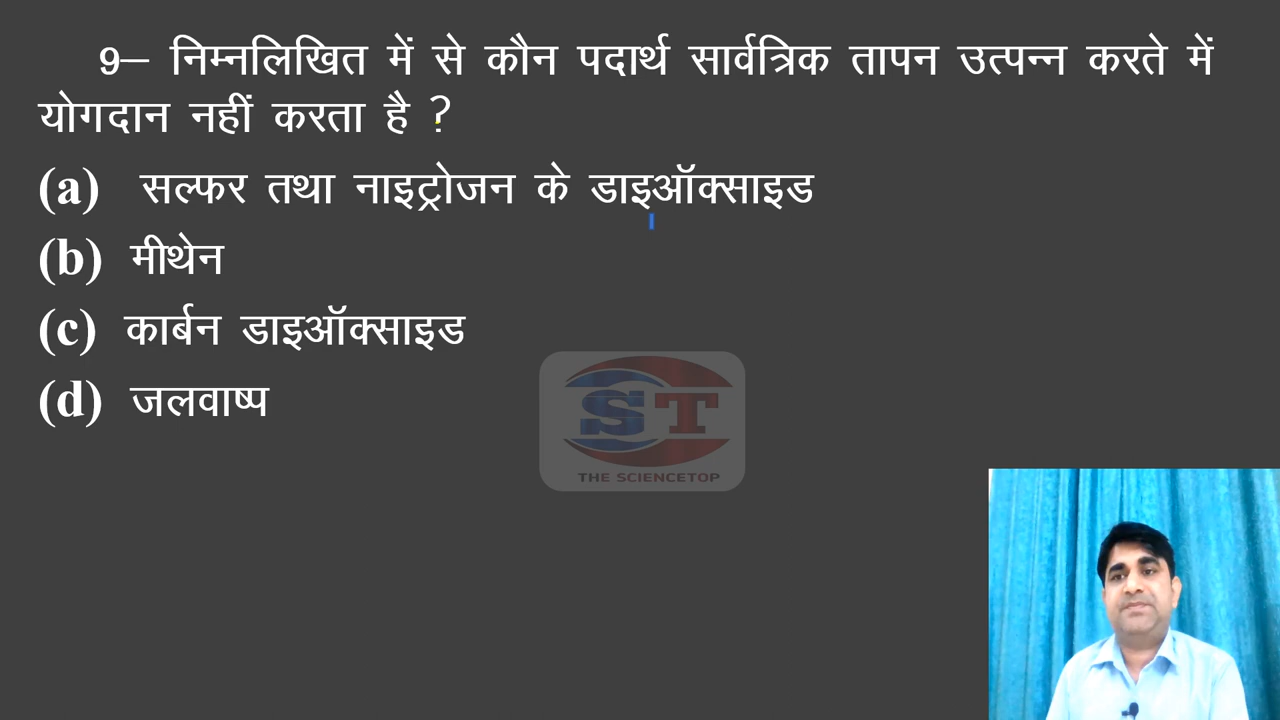 9– निम्नलिखित में से कौन पदार्थ सार्वत्रिक तापन उत्पन्न करते में
योगदान नहीं करता है ?
(a) सल्फर तथा नाइट्रोजन के डाइऑक्साइड
(b) मीथेन
(c) कार्बन डाइऑक्साइड
(d) जलवाष्प
ST
THE SCIENCETOP